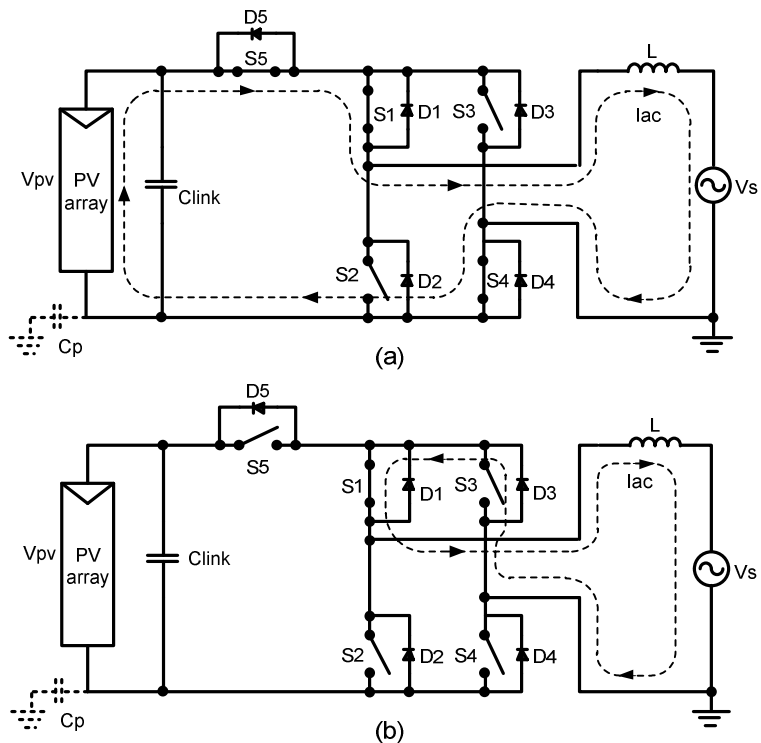 D5
S5
L
S1
D1
S3
D3
Iac
Vpv
PV
array
Clink
Vs
S2
D2
S4
D4
Cp
(a)
D5
S5
L
S1
D1
S3
D3
Iac
Vpv
PV
array
Clink
Vs
S2
D2
S4
D4
Cp
(b)